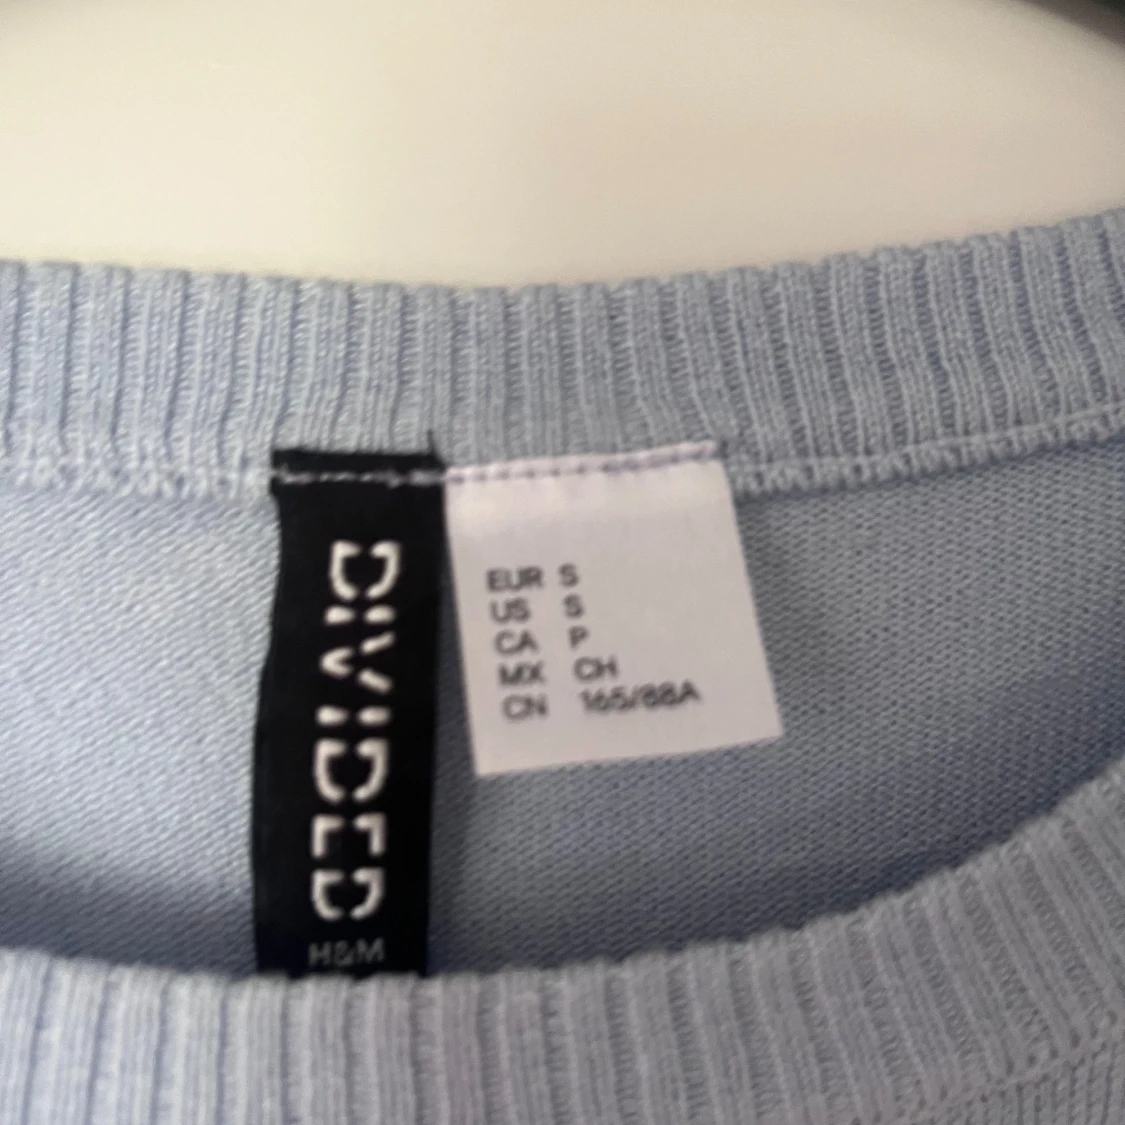 DIVIDED
H&M
EUR S
US S
CA P
MX CH
CN 165/88A